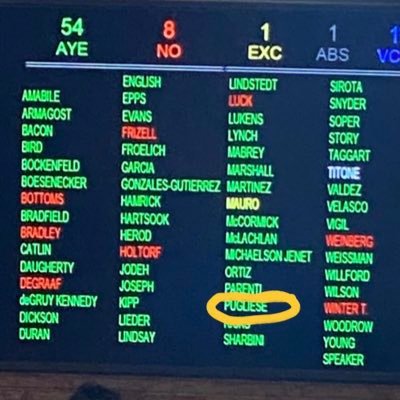 54 8 1 1 1
AYE NO EXC ABS VC
AMABILE
ARMAGOST
BACON
BIRD
BOCKENFELD
BOESENECKER
BOTTOMS
BRADFIELD
BRADLEY
CATLIN
DAUGHERTY
DEGRAAF
deGRUY KENNEDY
DICKSON
DURAN
ENGLISH
EPPS
EVANS
FRIZELL
FROELICH
GARCIA
GONZALES-GUTIERREZ
HAMRICK
HARTSOOK
HEROD
HOLTORF
JODEH
JOSEPH
KIPP
LIEDER
LINDSAY
LINDSTEDT
LUCK
LUKENS
LYNCH
MABREY
MARSHALL
MARTINEZ
MAURO
McCORMICK
McLACHLAN
MICHAELSON JENET
ORTIZ
PARENTI
PUGLIESE
SHARBINI
SIROTA
SNYDER
SOPER
STORY
TAGGART
TITONE
VALDEZ
VELASCO
VIGIL
WEINBERG
WEISSMAN
WILLFORD
WILSON
WINTER T.
WOODROW
YOUNG
SPEAKER